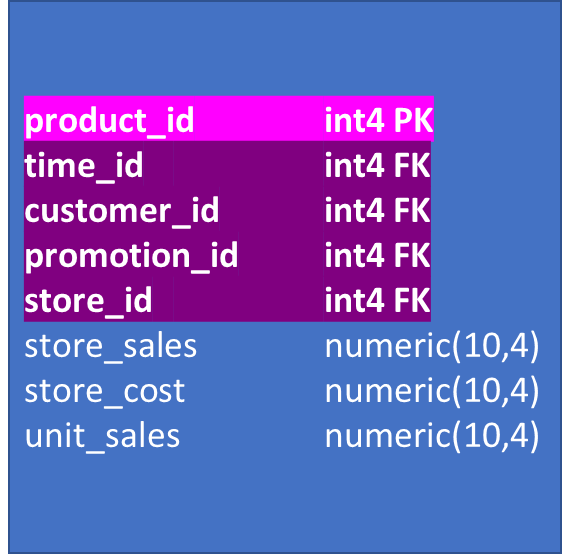 product_id int4 PK
time_id int4 FK
customer_id int4 FK
promotion_id int4 FK
store_id int4 FK
store_sales numeric(10,4)
store_cost numeric(10,4)
unit_sales numeric(10,4)